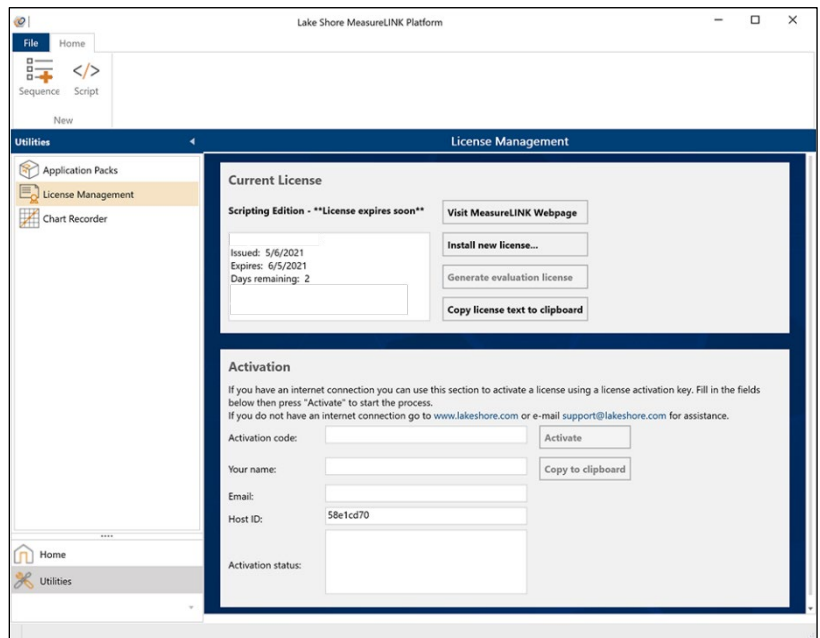 Lake Shore MeasureLINK Platform
File Home
Sequence Script
New
Utilities
License Management
Application Packs
License Management
Chart Recorder
Home
Utilities
Current License
Scripting Edition - **License expires soon**
Issued: 5/6/2021
Expires: 6/5/2021
Days remaining: 2
Visit MeasureLINK Webpage
Install new license...
Generate evaluation license
Copy license text to clipboard
Activation
If you have an internet connection you can use this section to activate a license using a license activation key. Fill in the fields
below then press "Activate" to start the process.
If you do not have an internet connection go to www.lakeshore.com or e-mail support@lakeshore.com for assistance.
Activation code:
Activate
Your name:
Copy to clipboard
Email:
Host ID: 58e1cd70
Activation status: